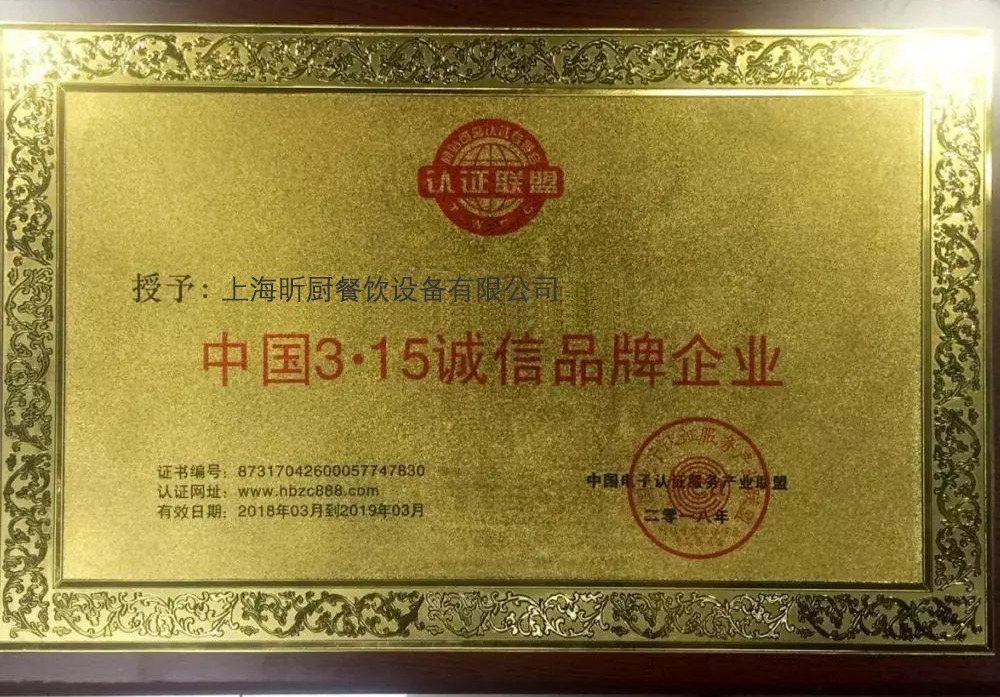 认证联盟
授予：上海昕厨餐饮设备有限公司
中国3·15诚信品牌企业
证书编号：87317042600057747830
认证网址：www.hbzc888.com
有效日期：2018年03月到2019年03月
中国电子认证服务产业联盟
二零一八年